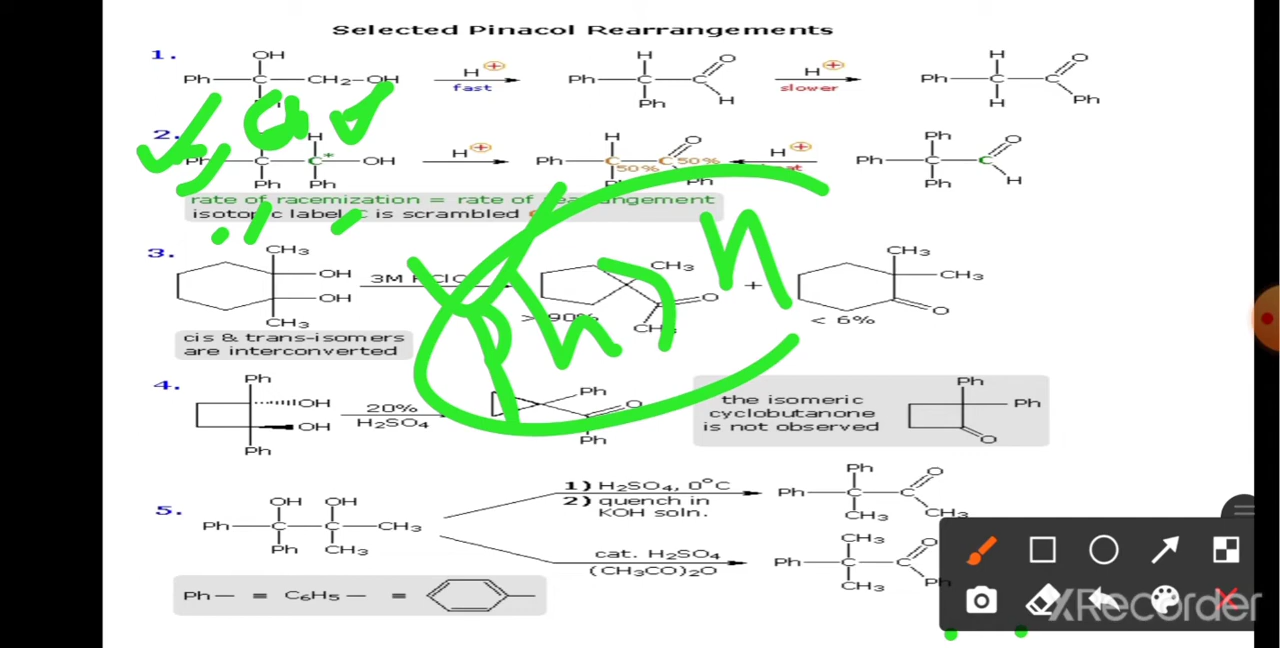 Selected Pinacol Rearrangements
1.
OH
Ph C CH2 OH
H ⊕
fast
H
Ph C
Ph
O
H
H ⊕
slower
H
Ph C C
H
O
Ph
2.
H
C C* OH
Ph Ph
H ⊕
H
Ph C C
50% 50%
O
H ⊕
Ph
Ph C C
Ph
O
H
rate of racemization = rate of rearrangement
isotopic label C is scrambled
3.
CH3
OH
OH
CH3
3M HClO
CH3
O
> 90%
+
CH3
CH3
O
< 6%
cis & trans-isomers
are interconverted
Ph > n
4.
Ph
OH
OH
Ph
20%
H2SO4
Ph
O
Ph
the isomeric
cyclobutanone
is not observed
Ph
Ph
O
5.
OH OH
Ph C C CH3
Ph CH3
1) H2SO4, 0°C
2) quench in
KOH soln.
Ph
Ph C C
CH3
O
CH3
cat. H2SO4
(CH3CO)2O
CH3
Ph C C
CH3
O
Ph
Ph — = C6H5 — =
XRecorder